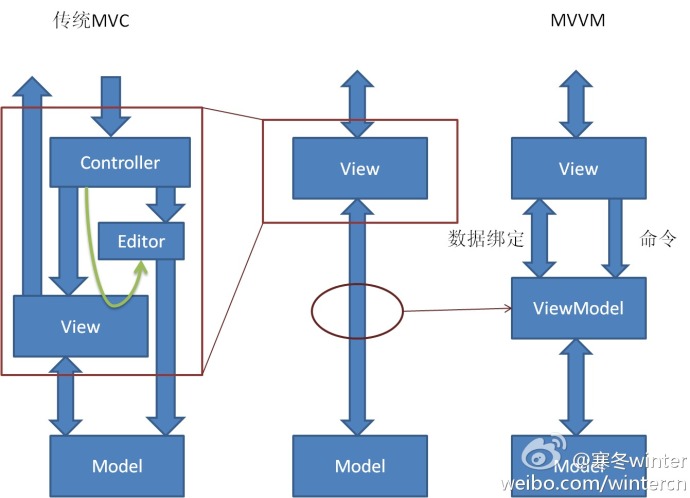 传统MVC
MVVM
Controller
Editor
View
Model
View
Model
View
数据绑定
命令
ViewModel
Model
@寒冬winter
weibo.com/wintercn